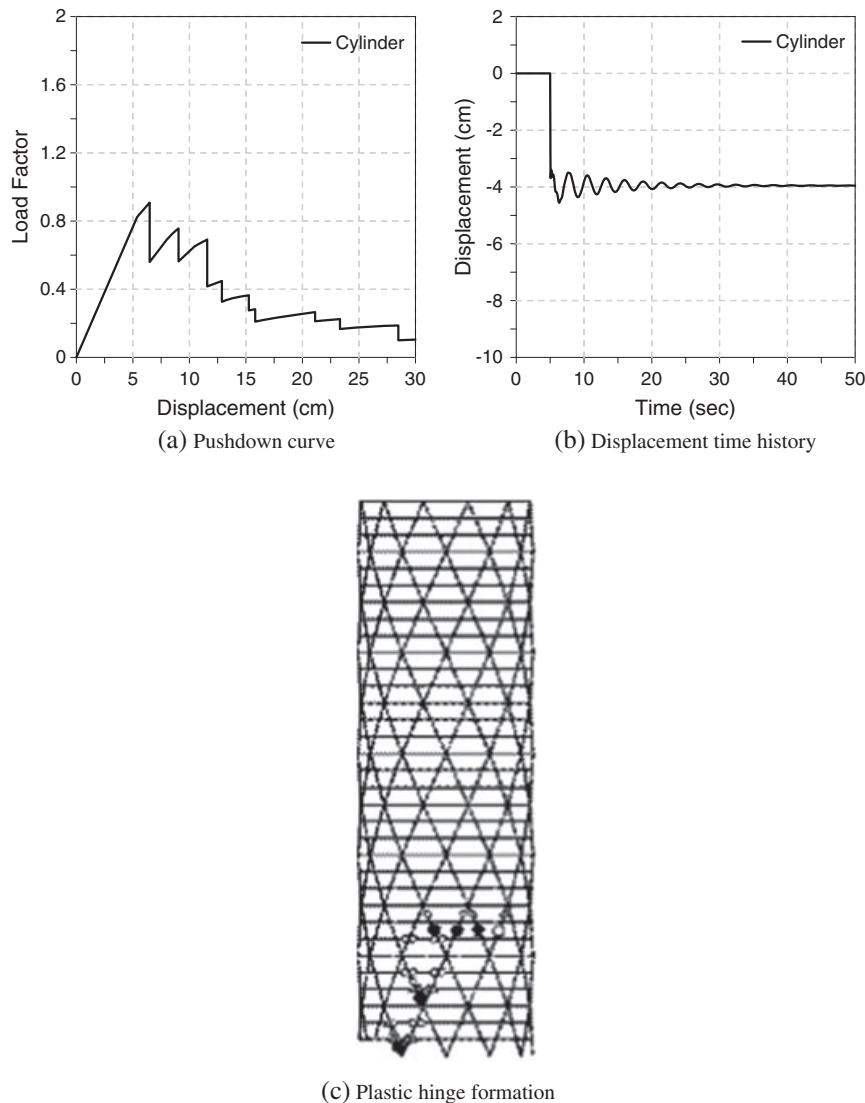 2
1.6
1.2
0.8
0.4
0
Load Factor
Cylinder
0 5 10 15 20 25 30
Displacement (cm)
(a) Pushdown curve
2
0
-2
-4
-6
-8
-10
Displacement (cm)
Cylinder
0 10 20 30 40 50
Time (sec)
(b) Displacement time history
(c) Plastic hinge formation